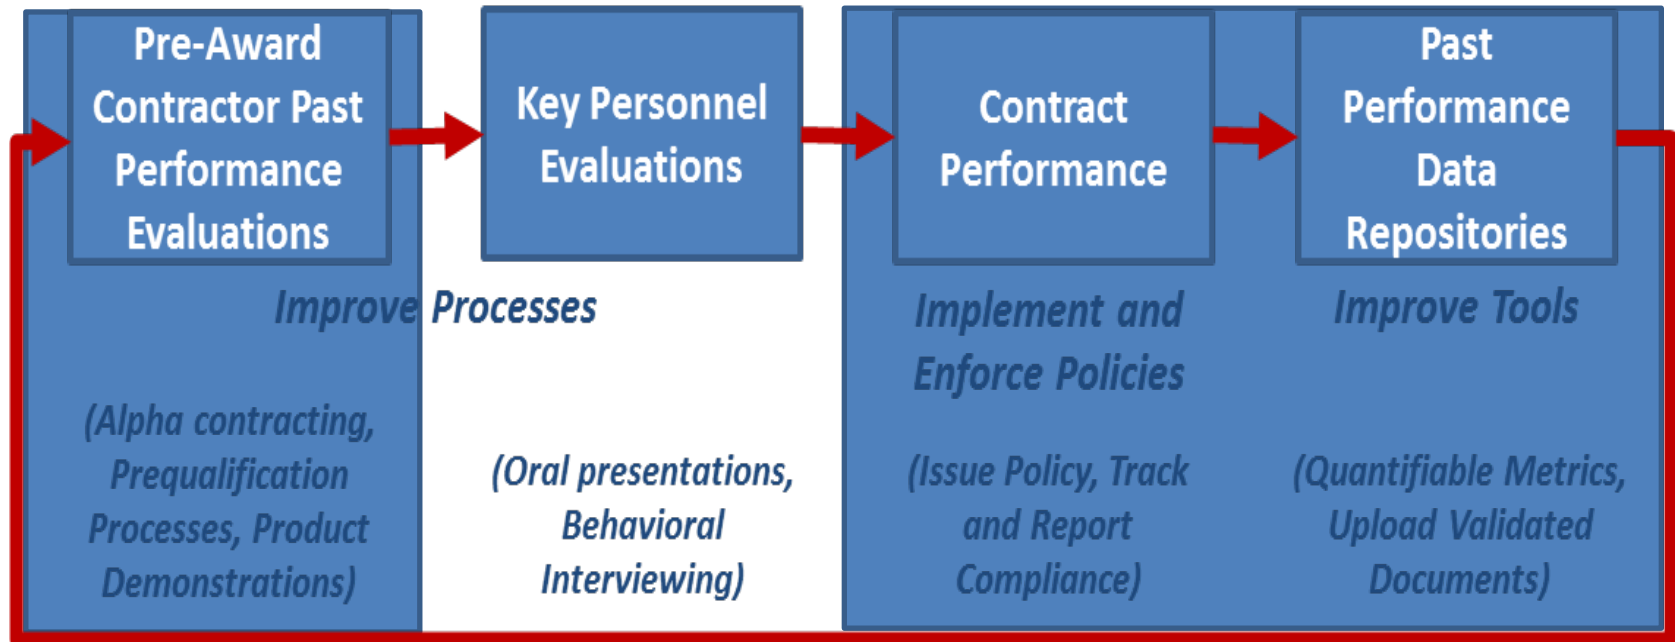 Pre-Award
Contractor Past
Performance
Evaluations
Key Personnel
Evaluations
Contract
Performance
Past
Performance
Data
Repositories
Improve Processes
Implement and
Enforce Policies
Improve Tools
(Alpha contracting,
Prequalification
Processes, Product
Demonstrations)
(Oral presentations,
Behavioral
Interviewing)
(Issue Policy, Track
and Report
Compliance)
(Quantifiable Metrics,
Upload Validated
Documents)